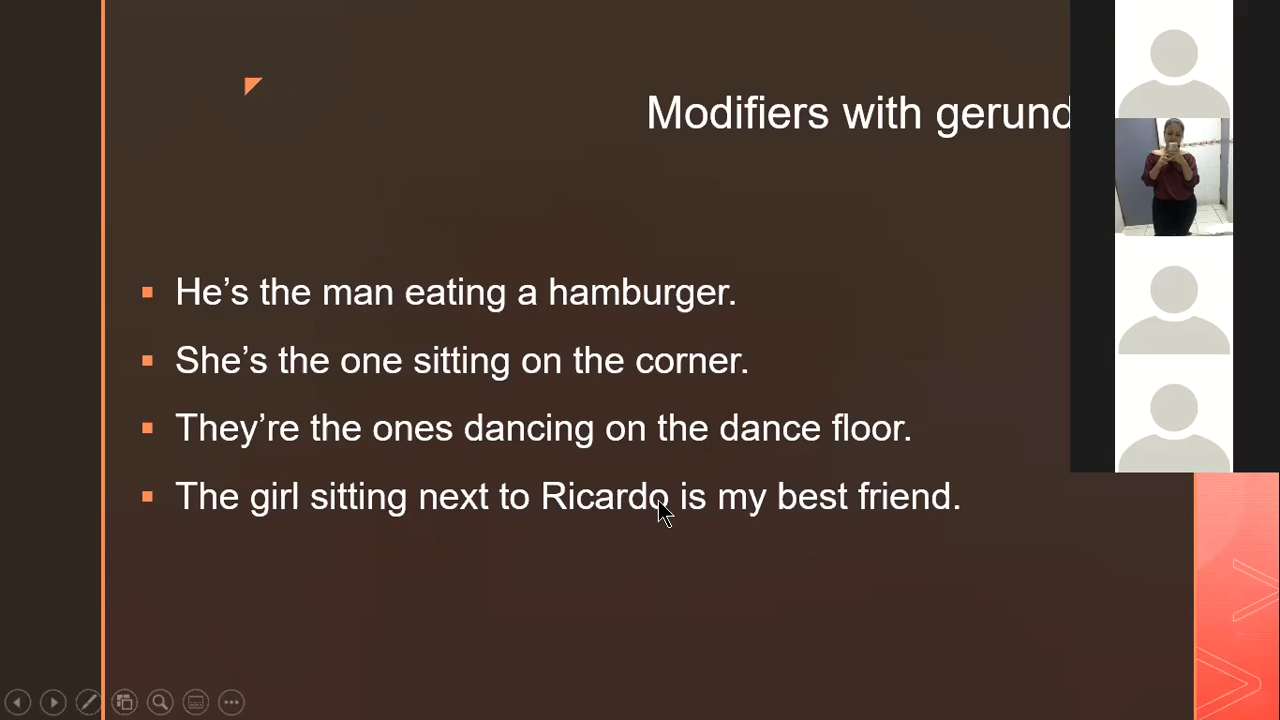 Modifiers with gerund
He’s the man eating a hamburger.
She’s the one sitting on the corner.
They’re the ones dancing on the dance floor.
The girl sitting next to Ricardo is my best friend.